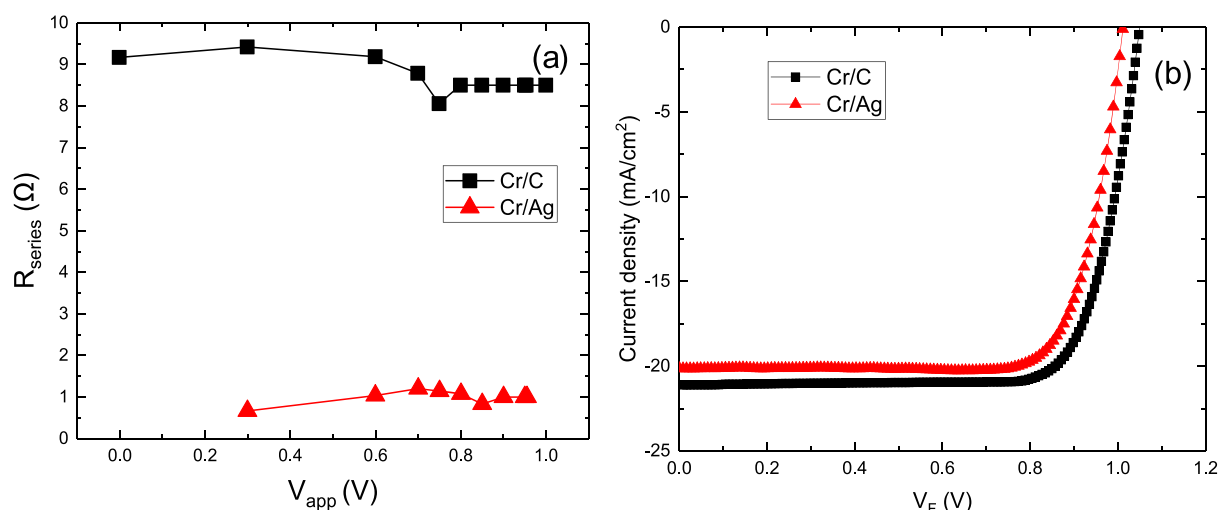 10
9
8
7
6
5
4
3
2
1
0
0.0 0.2 0.4 0.6 0.8 1.0
R_series (Ω)
V_app (V)
(a)
Cr/C
Cr/Ag
0
-5
-10
-15
-20
-25
0.0 0.2 0.4 0.6 0.8 1.0 1.2
Current density (mA/cm²)
V_F (V)
(b)
Cr/C
Cr/Ag